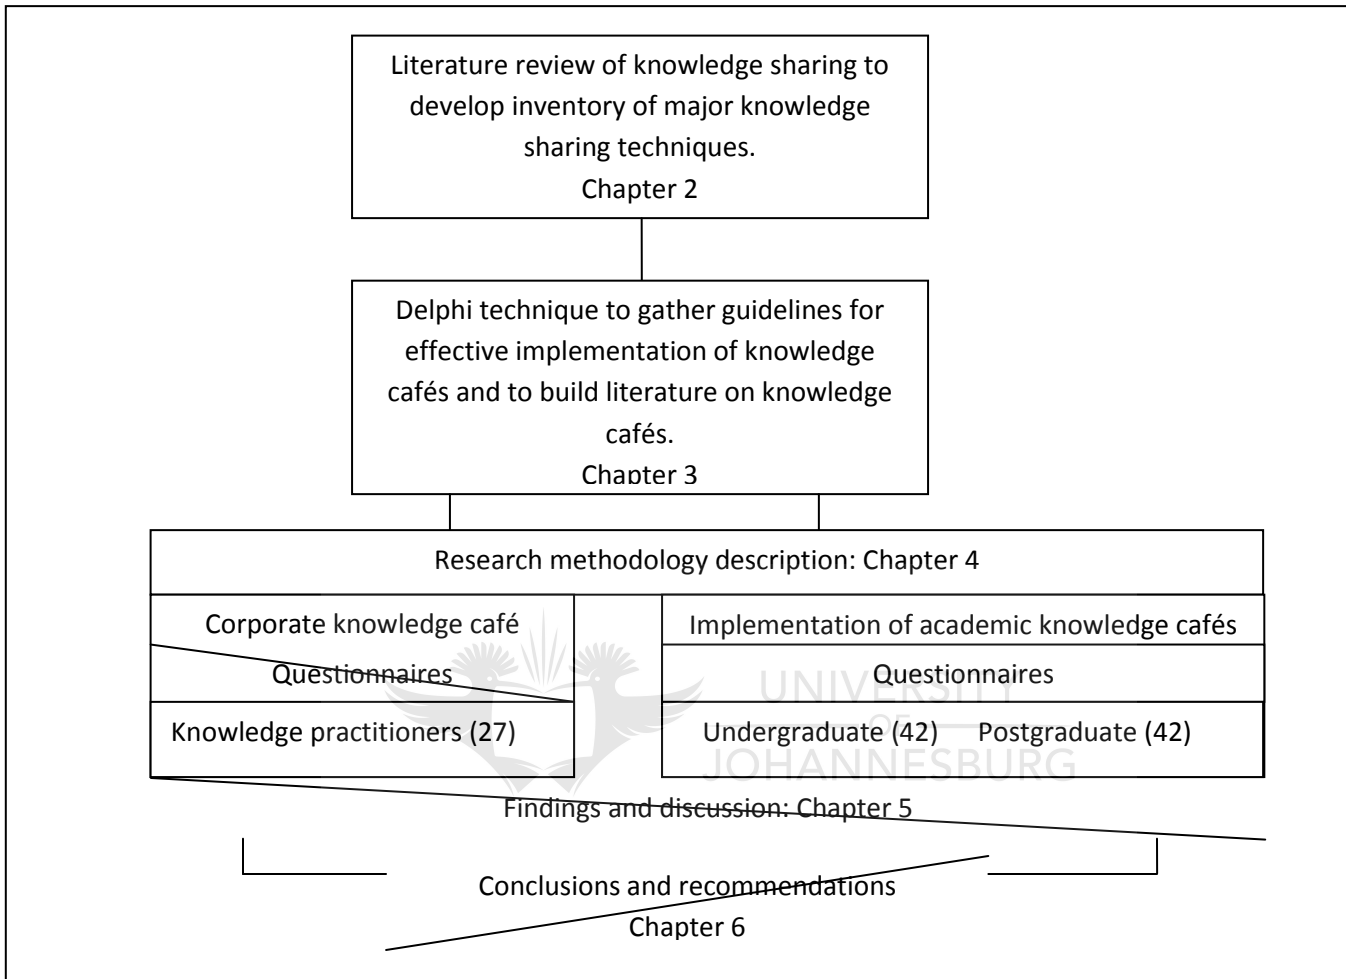 Literature review of knowledge sharing to
develop inventory of major knowledge
sharing techniques.
Chapter 2
Delphi technique to gather guidelines for
effective implementation of knowledge
cafés and to build literature on knowledge
cafés.
Chapter 3
Research methodology description: Chapter 4
Corporate knowledge café
Questionnaires
Knowledge practitioners (27)
Implementation of academic knowledge cafés
Questionnaires
Undergraduate (42) Postgraduate (42)
UNIVERSITY
OF
JOHANNESBURG
Findings and discussion: Chapter 5
Conclusions and recommendations
Chapter 6